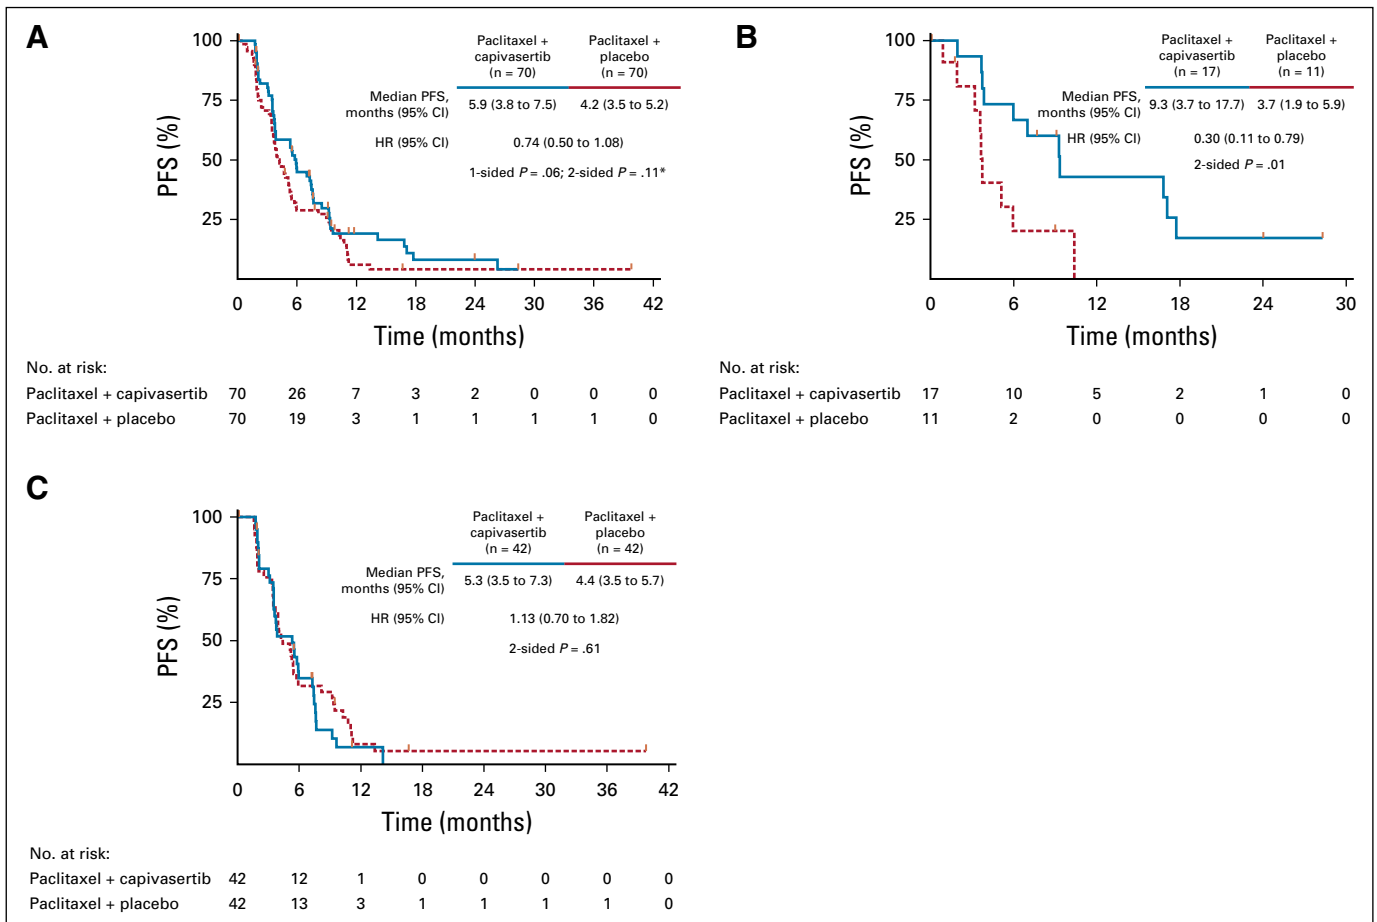 A
Paclitaxel + capivasertib (n = 70)
Paclitaxel + placebo (n = 70)
Median PFS, months (95% CI) 5.9 (3.8 to 7.5) 4.2 (3.5 to 5.2)
HR (95% CI) 0.74 (0.50 to 1.08)
1-sided P = .06; 2-sided P = .11*
PFS (%)
100
75
50
25
0 6 12 18 24 30 36 42
Time (months)
No. at risk:
Paclitaxel + capivasertib 70 26 7 3 2 0 0 0
Paclitaxel + placebo 70 19 3 1 1 1 1 0
B
Paclitaxel + capivasertib (n = 17)
Paclitaxel + placebo (n = 11)
Median PFS, months (95% CI) 9.3 (3.7 to 17.7) 3.7 (1.9 to 5.9)
HR (95% CI) 0.30 (0.11 to 0.79)
2-sided P = .01
PFS (%)
100
75
50
25
0 6 12 18 24 30
Time (months)
No. at risk:
Paclitaxel + capivasertib 17 10 5 2 1 0
Paclitaxel + placebo 11 2 0 0 0 0
C
Paclitaxel + capivasertib (n = 42)
Paclitaxel + placebo (n = 42)
Median PFS, months (95% CI) 5.3 (3.5 to 7.3) 4.4 (3.5 to 5.7)
HR (95% CI) 1.13 (0.70 to 1.82)
2-sided P = .61
PFS (%)
100
75
50
25
0 6 12 18 24 30 36 42
Time (months)
No. at risk:
Paclitaxel + capivasertib 42 12 1 0 0 0 0 0
Paclitaxel + placebo 42 13 3 1 1 1 1 0